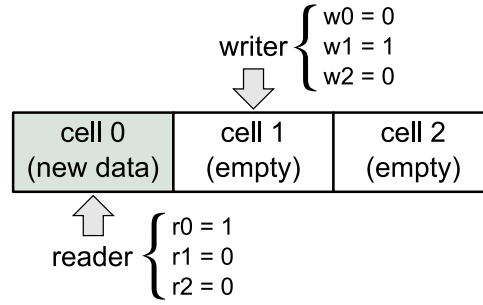 w0 = 0
writer
w1 = 1
w2 = 0
cell 0
(new data)
cell 1
(empty)
cell 2
(empty)
r0 = 1
reader
r1 = 0
r2 = 0